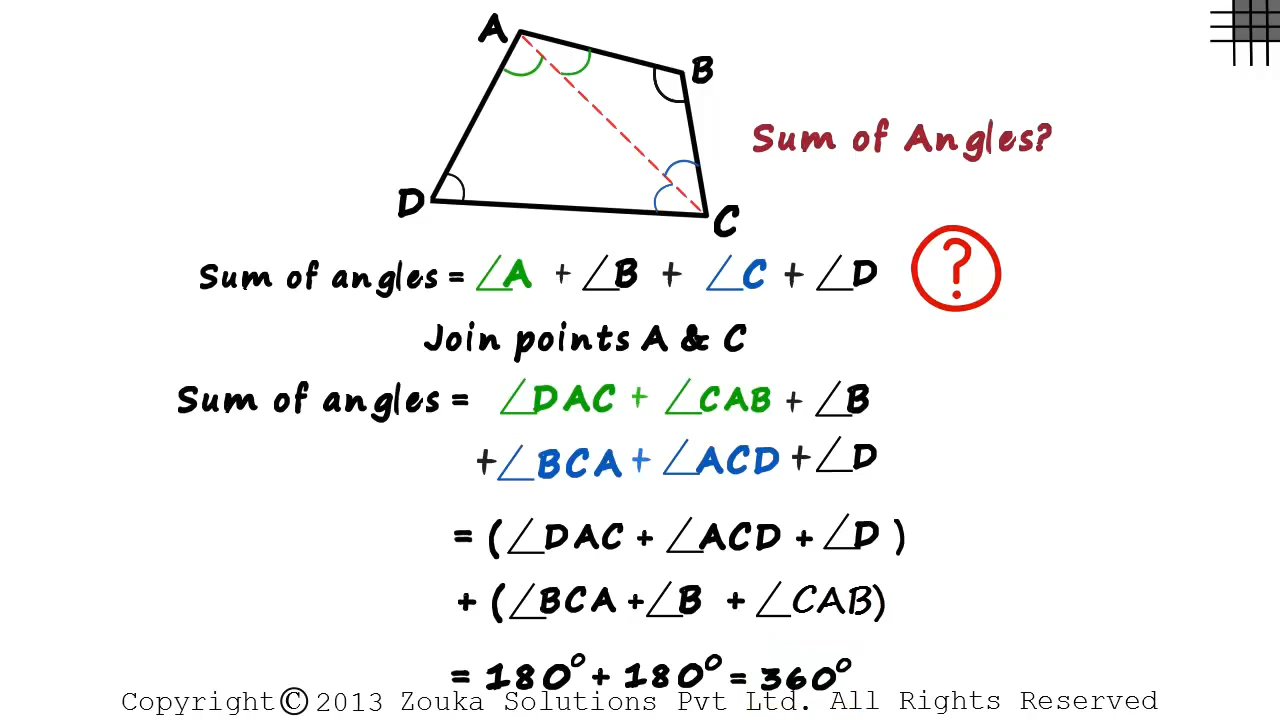 A
B
Sum of Angles?
D
C
Sum of angles = ∠A + ∠B + ∠C + ∠D ?
Join points A & C
Sum of angles = ∠DAC + ∠CAB + ∠B
+ ∠BCA + ∠ACD + ∠D
= (∠DAC + ∠ACD + ∠D )
+ (∠BCA + ∠B + ∠CAB)
= 180° + 180° = 360°
Copyright © 2013 Zouka Solutions Pvt Ltd. All Rights Reserved